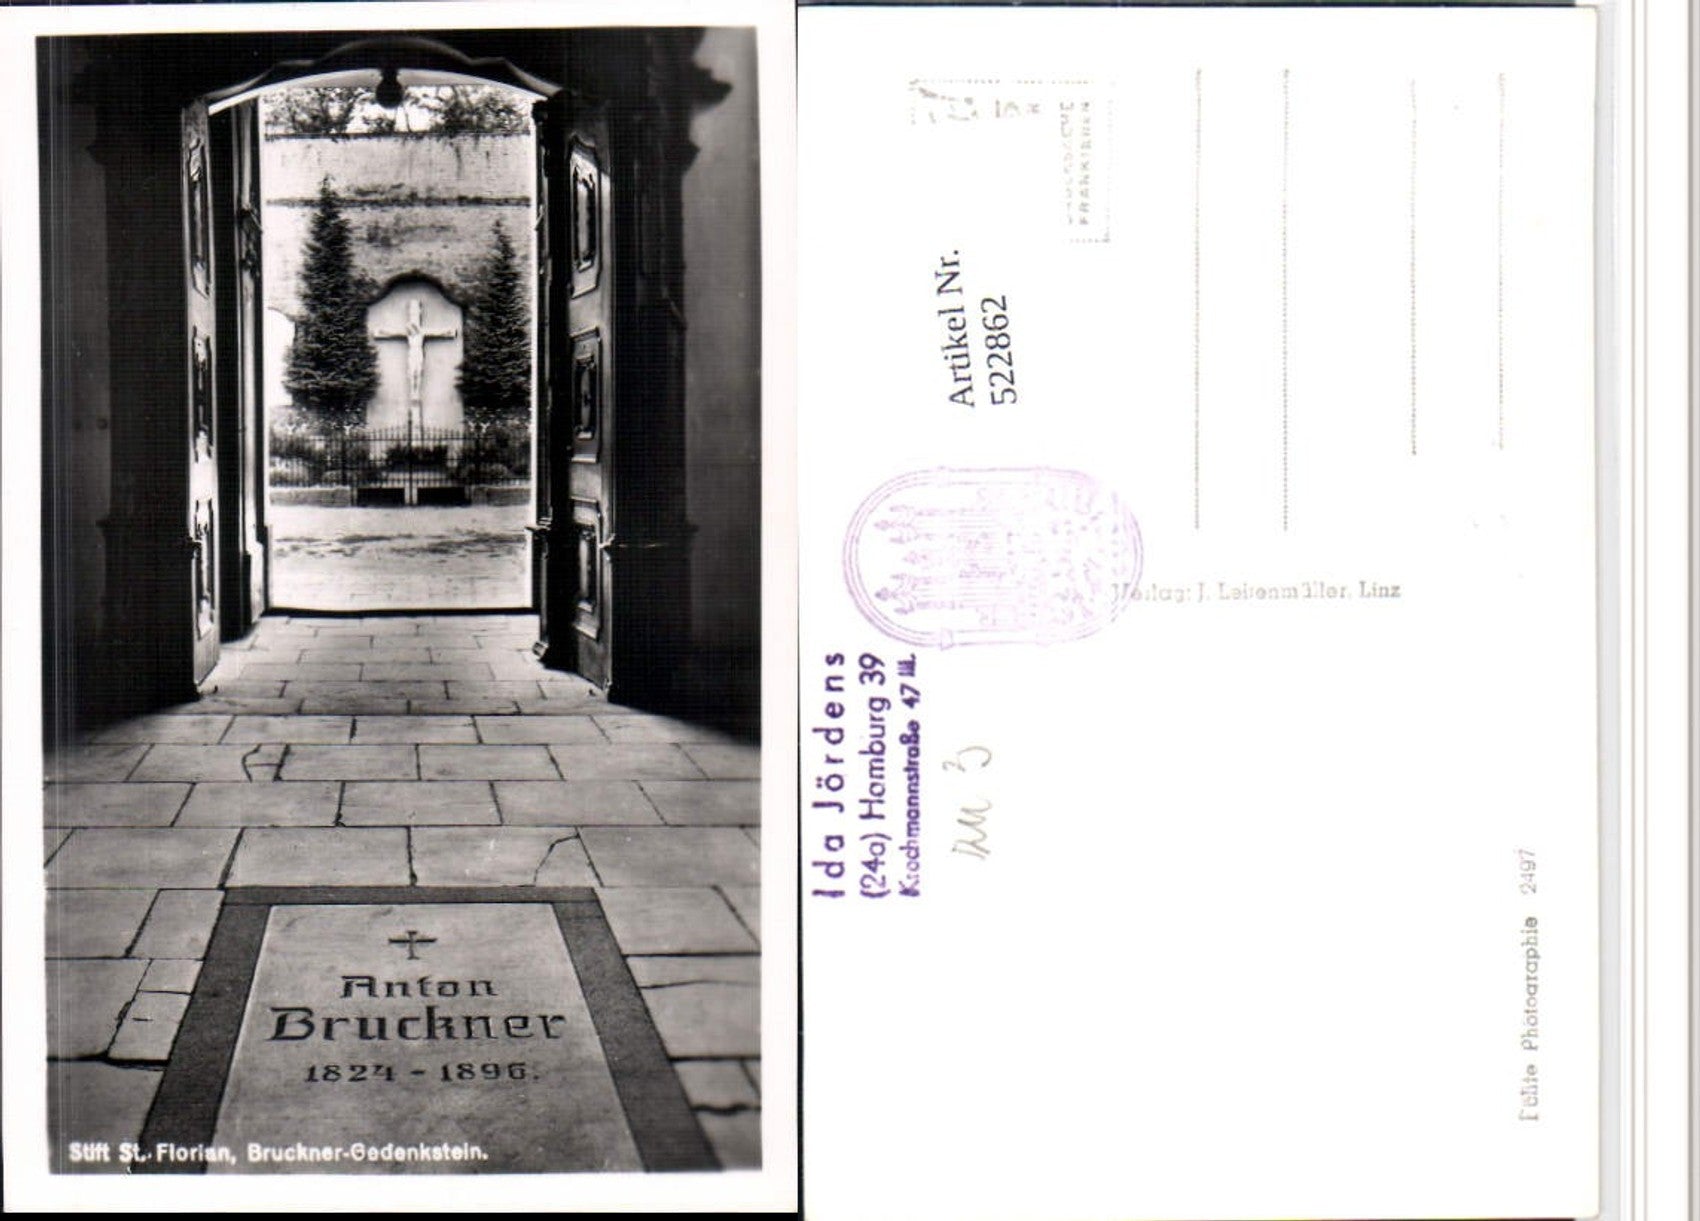 Anton
Bruckner
1824 - 1896.
Stift St. Florian, Bruckner-Gedenkstein.
FRANKIEREN
Artikel Nr.
522862
Verlag: J. Leitenmüller, Linz
Ida Jördens
(24a) Hamburg 39
Krochmannstraße 47 III.
Echte Photographie 2497